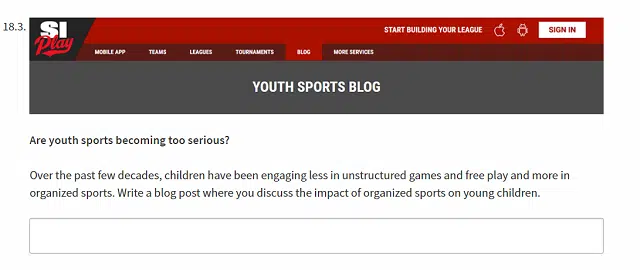 18.3.
SI
Play
START BUILDING YOUR LEAGUE
SIGN IN
MOBILE APP TEAMS LEAGUES TOURNAMENTS BLOG MORE SERVICES
YOUTH SPORTS BLOG
Are youth sports becoming too serious?
Over the past few decades, children have been engaging less in unstructured games and free play and more in
organized sports. Write a blog post where you discuss the impact of organized sports on young children.